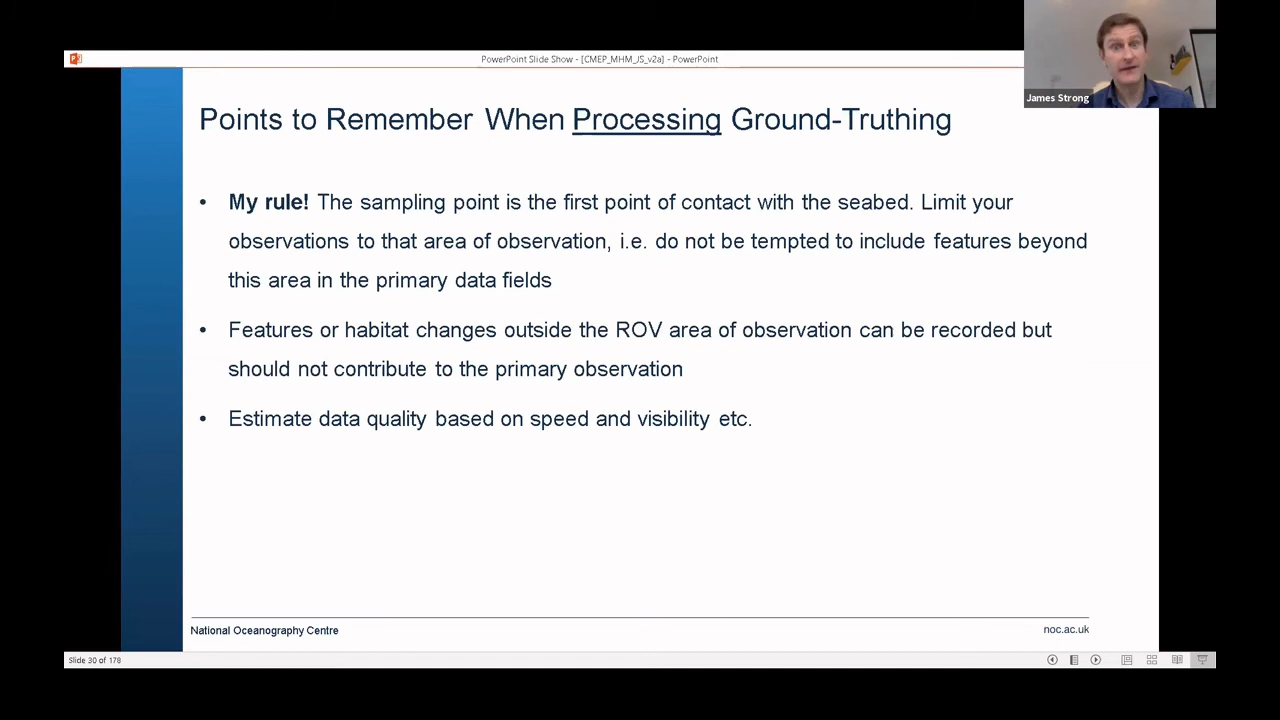 PowerPoint Slide Show - [CMEP_MHM_JS_v2a] - PowerPoint
James Strong
Points to Remember When Processing Ground-Truthing
• My rule! The sampling point is the first point of contact with the seabed. Limit your
observations to that area of observation, i.e. do not be tempted to include features beyond
this area in the primary data fields
• Features or habitat changes outside the ROV area of observation can be recorded but
should not contribute to the primary observation
• Estimate data quality based on speed and visibility etc.
National Oceanography Centre
noc.ac.uk
Slide 30 of 178